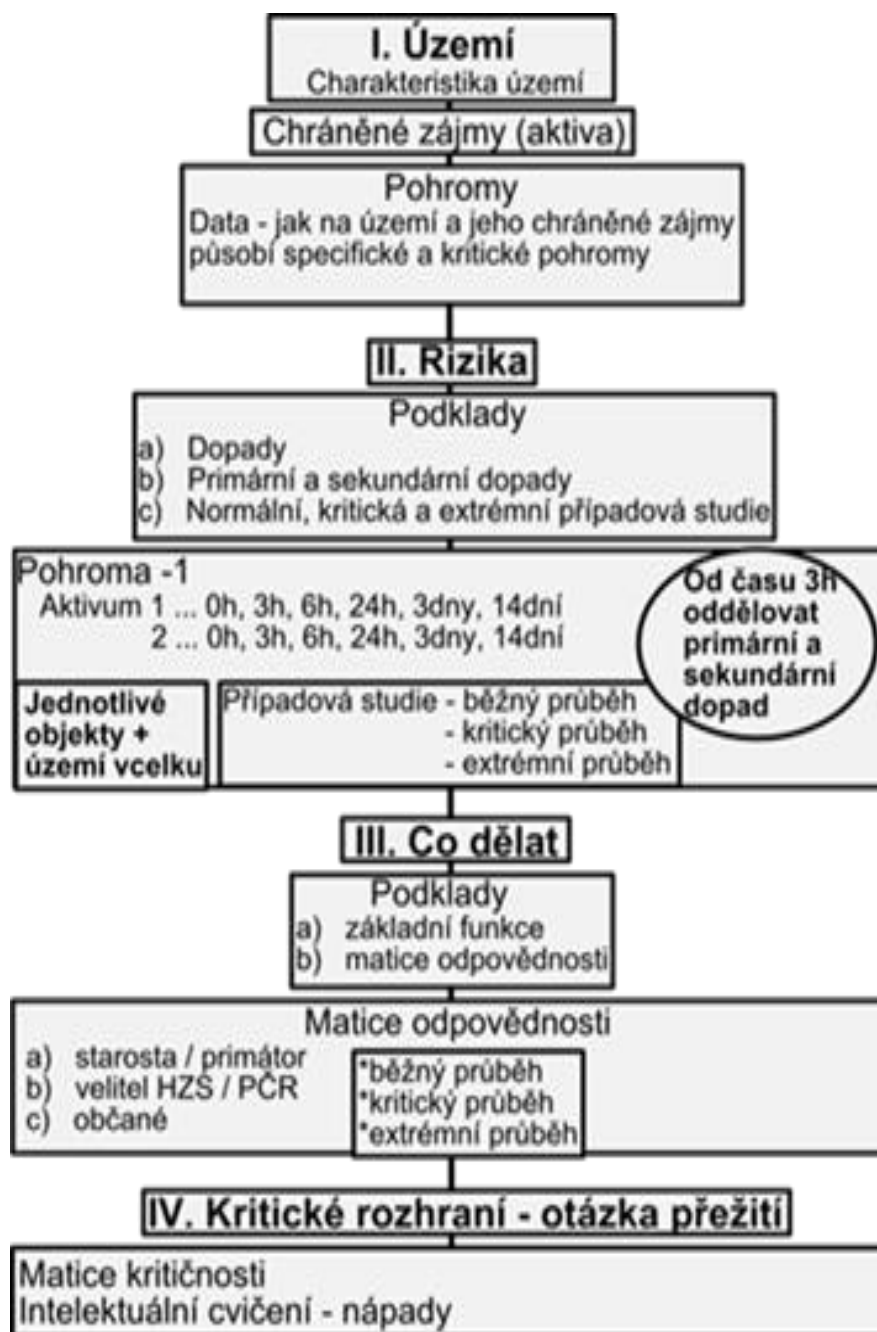 I. Území
Charakteristika území
Chráněné zájmy (aktiva)
Pohromy
Data - jak na území a jeho chráněné zájmy
působí specifické a kritické pohromy
II. Rizika
Podklady
a) Dopady
b) Primární a sekundární dopady
c) Normální, kritická a extrémní případová studie
Pohroma -1
Aktivum 1 ... 0h, 3h, 6h, 24h, 3dny, 14dní
2 ... 0h, 3h, 6h, 24h, 3dny, 14dní
Od času 3h
oddělovat
primární a
sekundární
dopad
Jednotlivé
objekty +
území vcelku
Případová studie - běžný průběh
- kritický průběh
- extrémní průběh
III. Co dělat
Podklady
a) základní funkce
b) matice odpovědnosti
Matice odpovědnosti
a) starosta / primátor
b) velitel HZS / PČR
c) občané
*běžný průběh
*kritický průběh
*extrémní průběh
IV. Kritické rozhraní - otázka přežití
Matice kritičnosti
Intelektuální cvičení - nápady